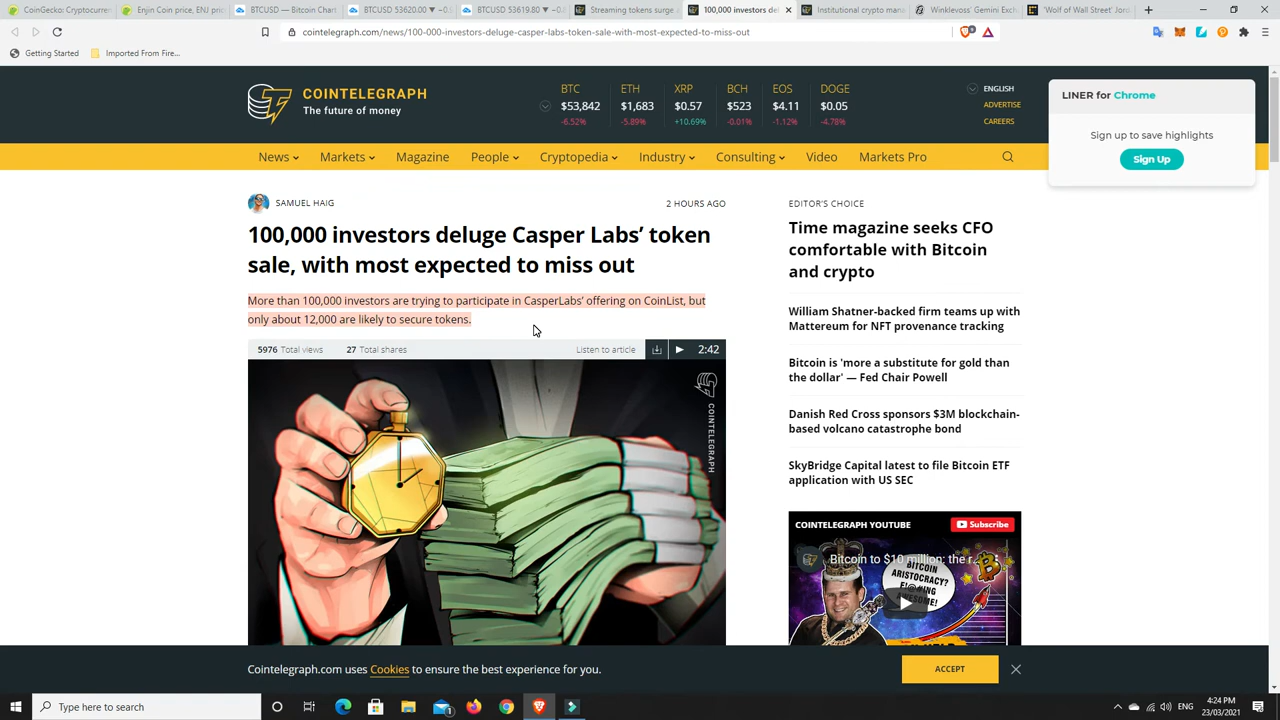 CoinGecko: Cryptocurren
Enjin Coin price, ENJ pric
BTCUSD — Bitcoin Chart
BTCUSD 53620.00 ▼ −0.
BTCUSD 53619.80 ▼ −0.
Streaming tokens surge
100,000 investors del
Institutional crypto man
Winklevoss' Gemini Exch
'Wolf of Wall Street' Jord
cointelegraph.com/news/100-000-investors-deluge-casper-labs-token-sale-with-most-expected-to-miss-out
Getting Started
Imported From Fire...
COINTELEGRAPH
The future of money
BTC
$53,842
-6.52%
ETH
$1,683
-5.89%
XRP
$0.57
+10.69%
BCH
$523
-0.01%
EOS
$4.11
-1.12%
DOGE
$0.05
-4.78%
ENGLISH
ADVERTISE
CAREERS
LINER for Chrome
Sign up to save highlights
Sign Up
News
Markets
Magazine
People
Cryptopedia
Industry
Consulting
Video
Markets Pro
SAMUEL HAIG
2 HOURS AGO
100,000 investors deluge Casper Labs' token
sale, with most expected to miss out
More than 100,000 investors are trying to participate in CasperLabs' offering on CoinList, but
only about 12,000 are likely to secure tokens.
5976 Total views
27 Total shares
Listen to article
2:42
COINTELEGRAPH
EDITOR'S CHOICE
Time magazine seeks CFO
comfortable with Bitcoin
and crypto
William Shatner-backed firm teams up with
Mattereum for NFT provenance tracking
Bitcoin is 'more a substitute for gold than
the dollar' — Fed Chair Powell
Danish Red Cross sponsors $3M blockchain-
based volcano catastrophe bond
SkyBridge Capital latest to file Bitcoin ETF
application with US SEC
COINTELEGRAPH YOUTUBE
Subscribe
Bitcoin to $10 million: the r...
BITCOIN
ARISTOCRACY?
F!@#ING
AWESOME!
Cointelegraph.com uses Cookies to ensure the best experience for you.
ACCEPT
Type here to search
ENG
4:24 PM
23/03/2021